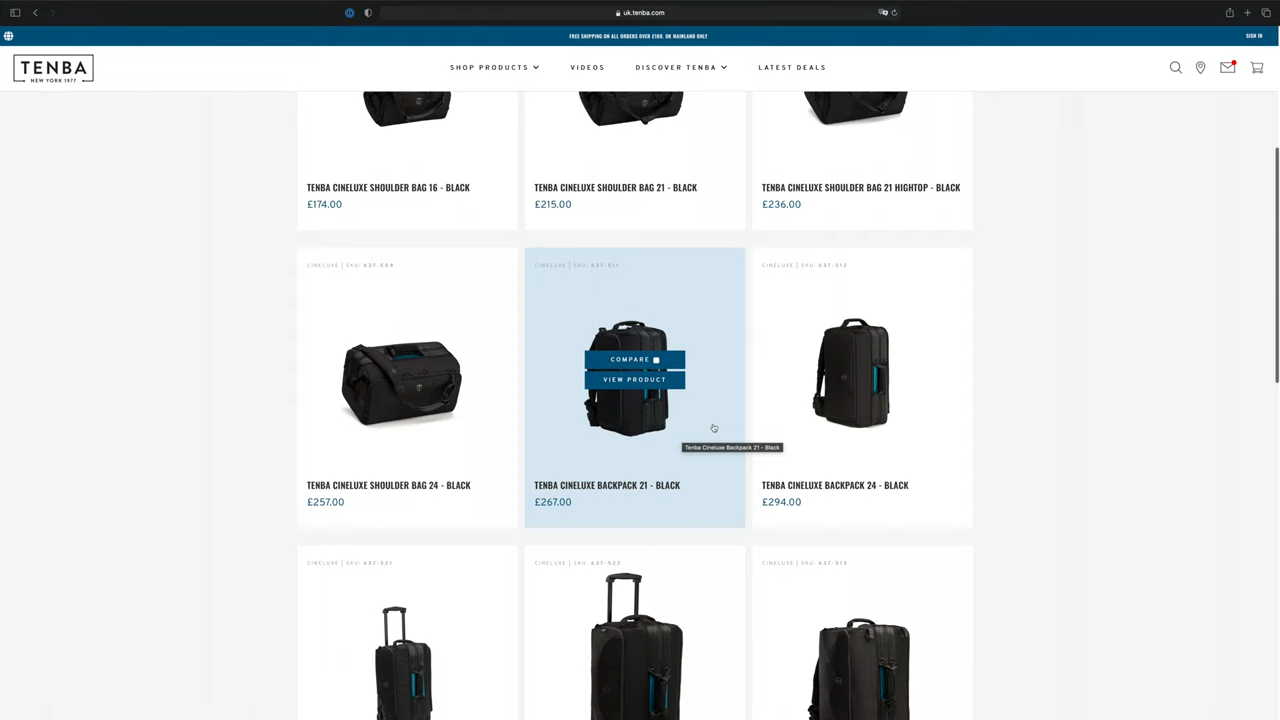 uk.tenba.com
FREE SHIPPING ON ALL ORDERS OVER £100. UK MAINLAND ONLY
SIGN IN
TENBA
NEW YORK 1977
SHOP PRODUCTS
VIDEOS
DISCOVER TENBA
LATEST DEALS
TENBA CINELUXE SHOULDER BAG 16 - BLACK
£174.00
TENBA CINELUXE SHOULDER BAG 21 - BLACK
£215.00
TENBA CINELUXE SHOULDER BAG 21 HIGHTOP - BLACK
£236.00
CINELUXE | SKU: 637-504
TENBA CINELUXE SHOULDER BAG 24 - BLACK
£257.00
CINELUXE | SKU: 637-511
COMPARE
VIEW PRODUCT
Tenba Cineluxe Backpack 21 - Black
TENBA CINELUXE BACKPACK 21 - BLACK
£267.00
CINELUXE | SKU: 637-512
TENBA CINELUXE BACKPACK 24 - BLACK
£294.00
CINELUXE | SKU: 637-521
CINELUXE | SKU: 637-522
CINELUXE | SKU: 637-513